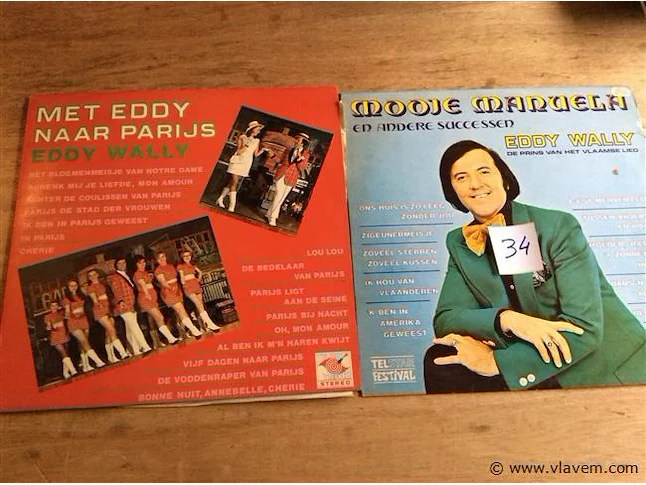 MET EDDY
NAAR PARIJS
EDDY WALLY
HET BLOEMENMEISJE VAN NOTRE DAME
SCHENK MIJ JE LIEFDE, MON AMOUR
ACHTER DE COULISSEN VAN PARIJS
PARIJS DE STAD DER VROUWEN
IK BEN IN PARIJS GEWEEST
IN PARIJS
CHERIE
LOU LOU
DE BEDELAAR
VAN PARIJS
PARIJS LIGT
AAN DE SEINE
PARIJS BIJ NACHT
OH, MON AMOUR
AL BEN IK M'N HAREN KWIJT
VIJF DAGEN NAAR PARIJS
DE VODDENRAPER VAN PARIJS
BONNE NUIT, ANNEBELLE, CHERIE
STEREO
MOOIE MANUELA
EN ANDERE SUCCESSEN
EDDY WALLY
DE PRINS VAN HET VLAAMSE LIED
ONS HUIS IS ZO LEEG
ZONDER JOU
ZIGEUNERMEISJE
ZOVEEL STERREN
ZOVEEL KUSSEN
IK HOU VAN
VLAANDEREN
IK BEN IN
AMERIKA
GEWEEST
34
TELSTAR
FESTIVAL
© www.vlavem.com